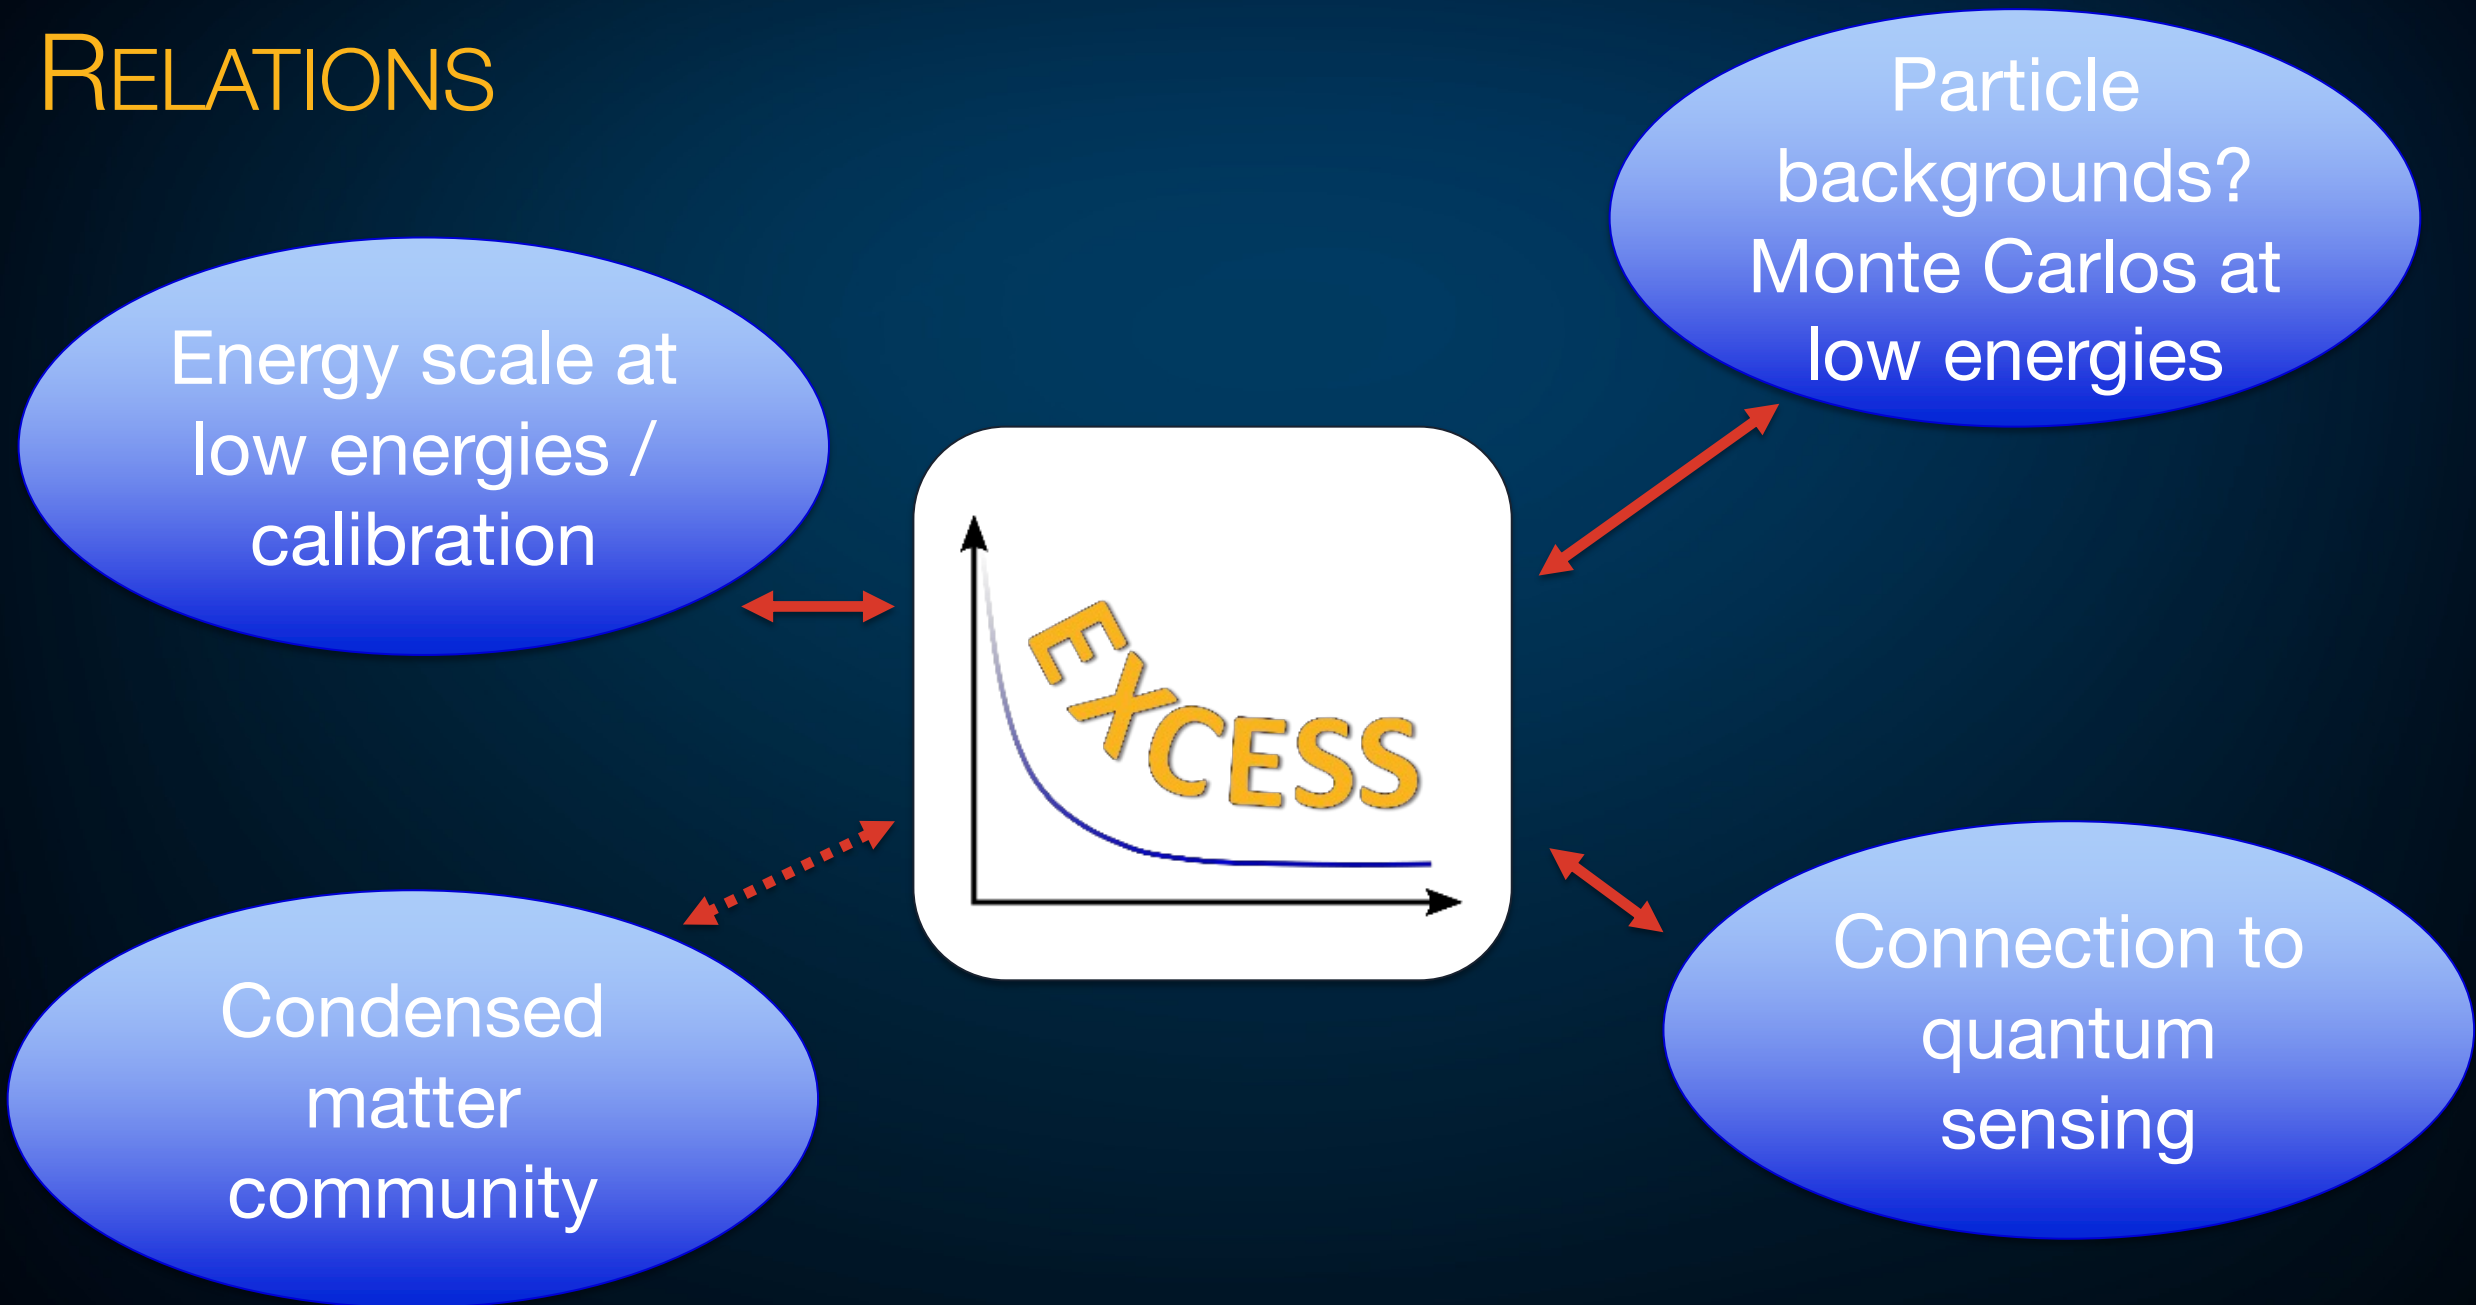 RELATIONS
Particle
backgrounds?
Monte Carlos at
low energies
Energy scale at
low energies /
calibration
EXCESS
Condensed
matter
community
Connection to
quantum
sensing